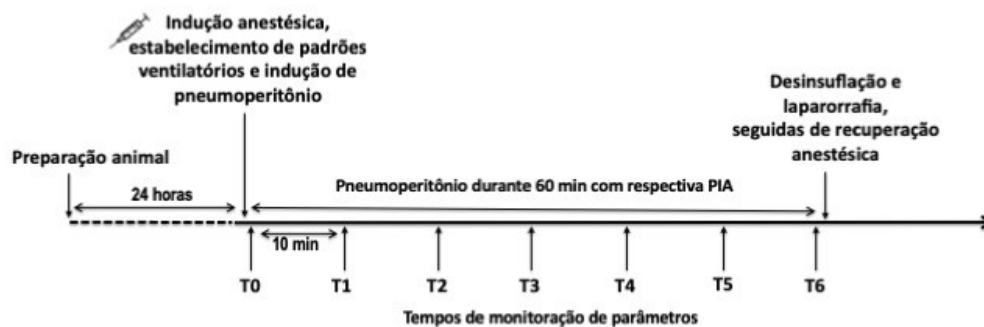 Indução anestésica,
estabelecimento de padrões
ventilatórios e indução de
pneumoperitônio
Desinsuflação e
laparorrafia,
seguidas de recuperação
anestésica
Preparação animal
24 horas
Pneumoperitônio durante 60 min com respectiva PIA
10 min
T0 T1 T2 T3 T4 T5 T6
Tempos de monitoração de parâmetros